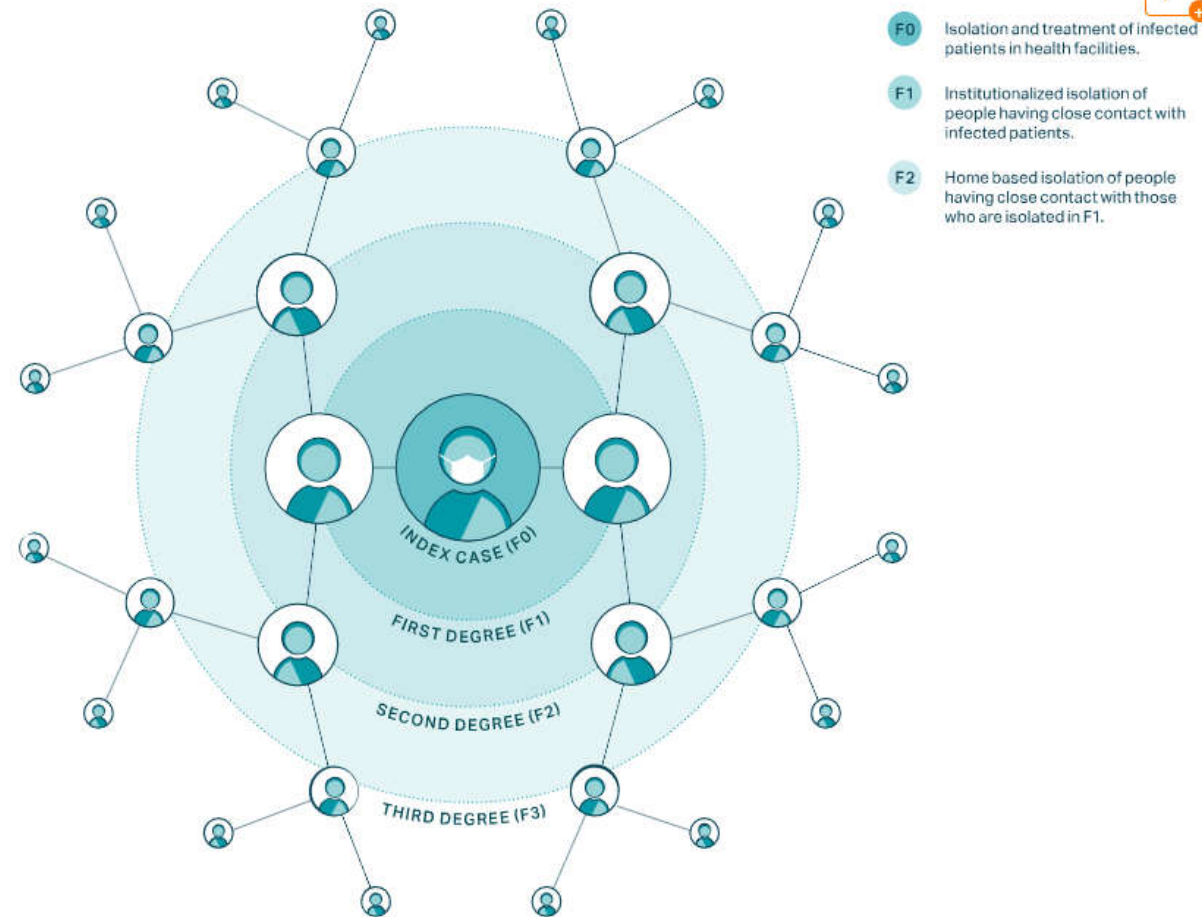 F0
Isolation and treatment of infected
patients in health facilities.
F1
Institutionalized isolation of
people having close contact with
infected patients.
F2
Home based isolation of people
having close contact with those
who are isolated in F1.
INDEX CASE (F0)
FIRST DEGREE (F1)
SECOND DEGREE (F2)
THIRD DEGREE (F3)